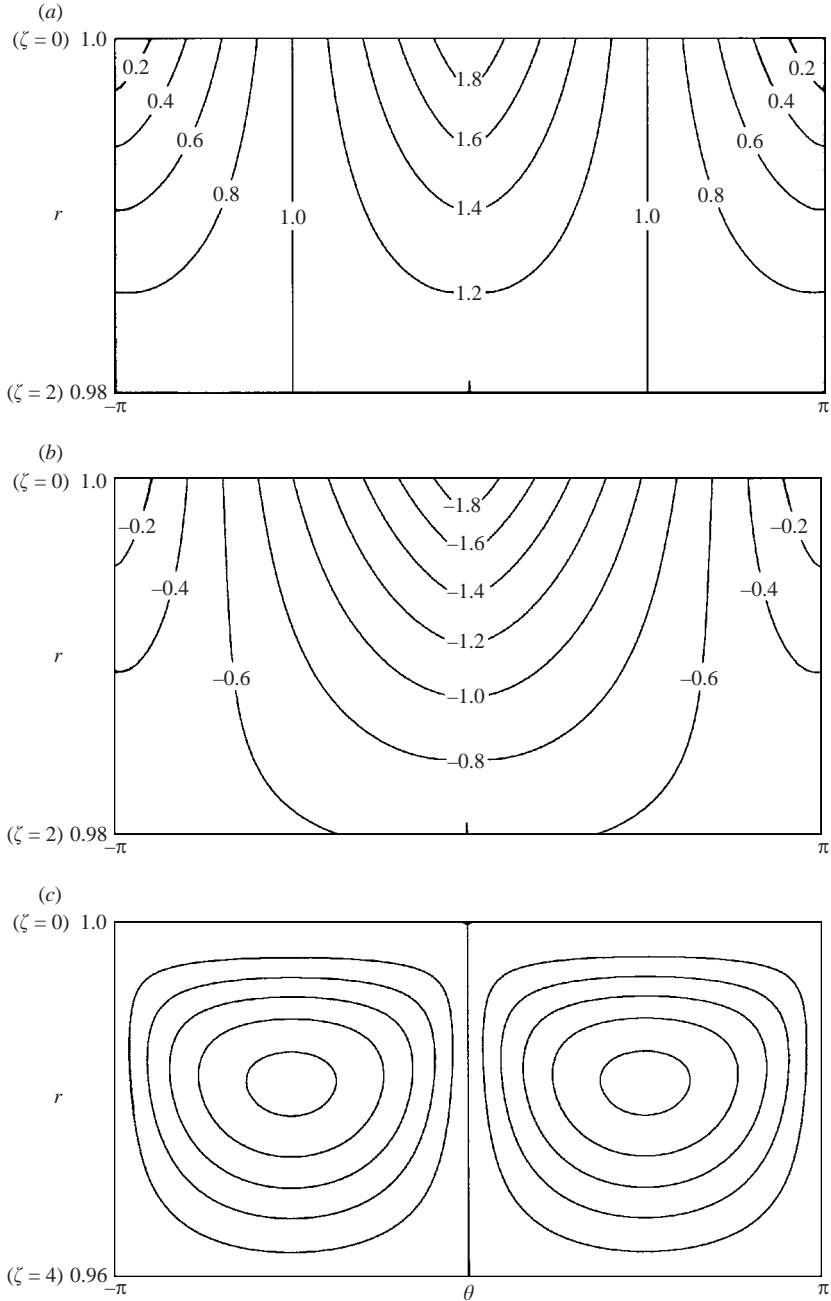 (a)
(ζ = 0) 1.0
0.2 1.8 0.2
0.4 0.4
0.6 1.6 0.6
0.8 0.8
r 1.0 1.4 1.0
1.2
(ζ = 2) 0.98
–π π
(b)
(ζ = 0) 1.0
–1.8
–0.2 –1.6 –0.2
–0.4 –1.4 –0.4
–1.2
r
–0.6 –1.0 –0.6
–0.8
(ζ = 2) 0.98
–π π
(c)
(ζ = 0) 1.0
r
(ζ = 4) 0.96
–π θ π